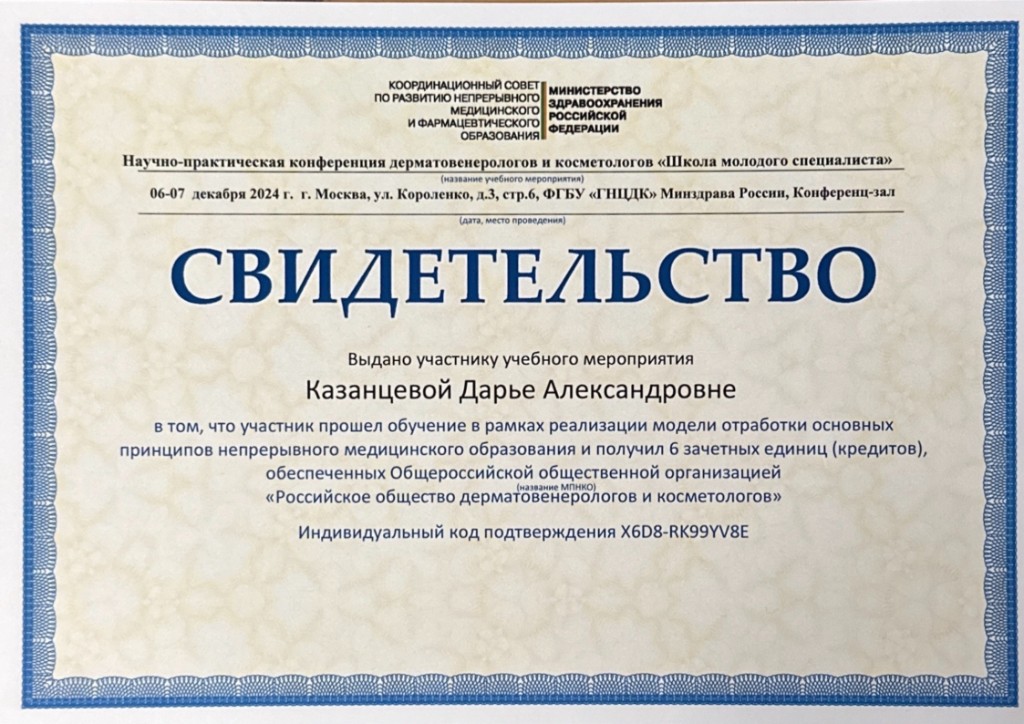 КООРДИНАЦИОННЫЙ СОВЕТ
ПО РАЗВИТИЮ НЕПРЕРЫВНОГО
МЕДИЦИНСКОГО
И ФАРМАЦЕВТИЧЕСКОГО
ОБРАЗОВАНИЯ
МИНИСТЕРСТВО
ЗДРАВООХРАНЕНИЯ
РОССИЙСКОЙ
ФЕДЕРАЦИИ
Научно-практическая конференция дерматовенерологов и косметологов «Школа молодого специалиста»
(название учебного мероприятия)
06-07 декабря 2024 г. г. Москва, ул. Короленко, д.3, стр.6, ФГБУ «ГНЦДК» Минздрава России, Конференц-зал
(дата, место проведения)
СВИДЕТЕЛЬСТВО
Выдано участнику учебного мероприятия
Казанцевой Дарье Александровне
в том, что участник прошел обучение в рамках реализации модели отработки основных
принципов непрерывного медицинского образования и получил 6 зачетных единиц (кредитов),
обеспеченных Общероссийской общественной организацией
(название МПНКО)
«Российское общество дерматовенерологов и косметологов»
Индивидуальный код подтверждения X6D8-RK99YV8E